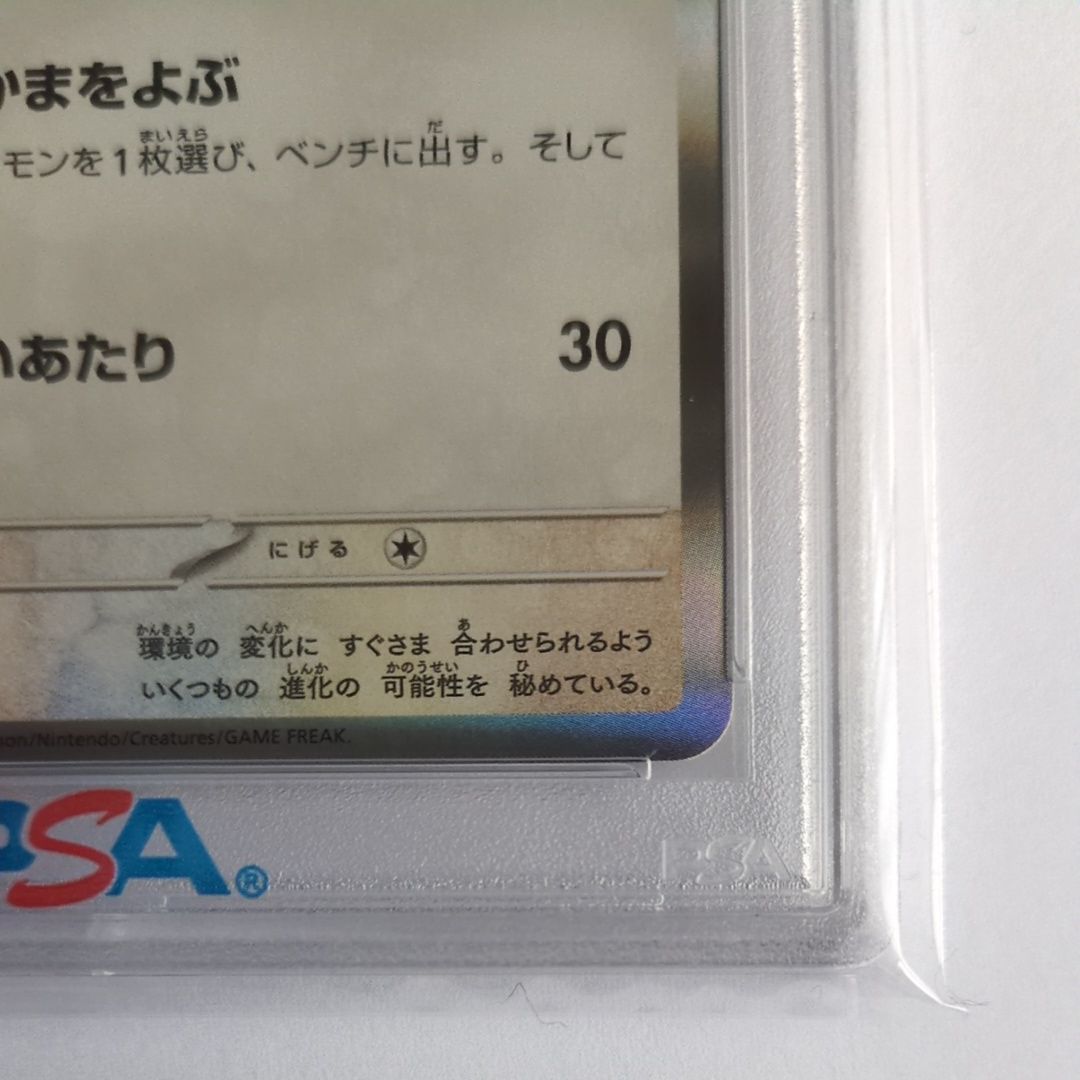 かまをよぶ
モンを1枚選び、ベンチに出す。そして
まいえら
だ
いあたり
30
にげる
環境の 変化に すぐさま 合わせられるよう
かんきょう
へんか
あ
いくつもの 進化の 可能性を 秘めている。
しんか
かのうせい
ひ
mon/Nintendo/Creatures/GAME FREAK.
PSA®
PSA